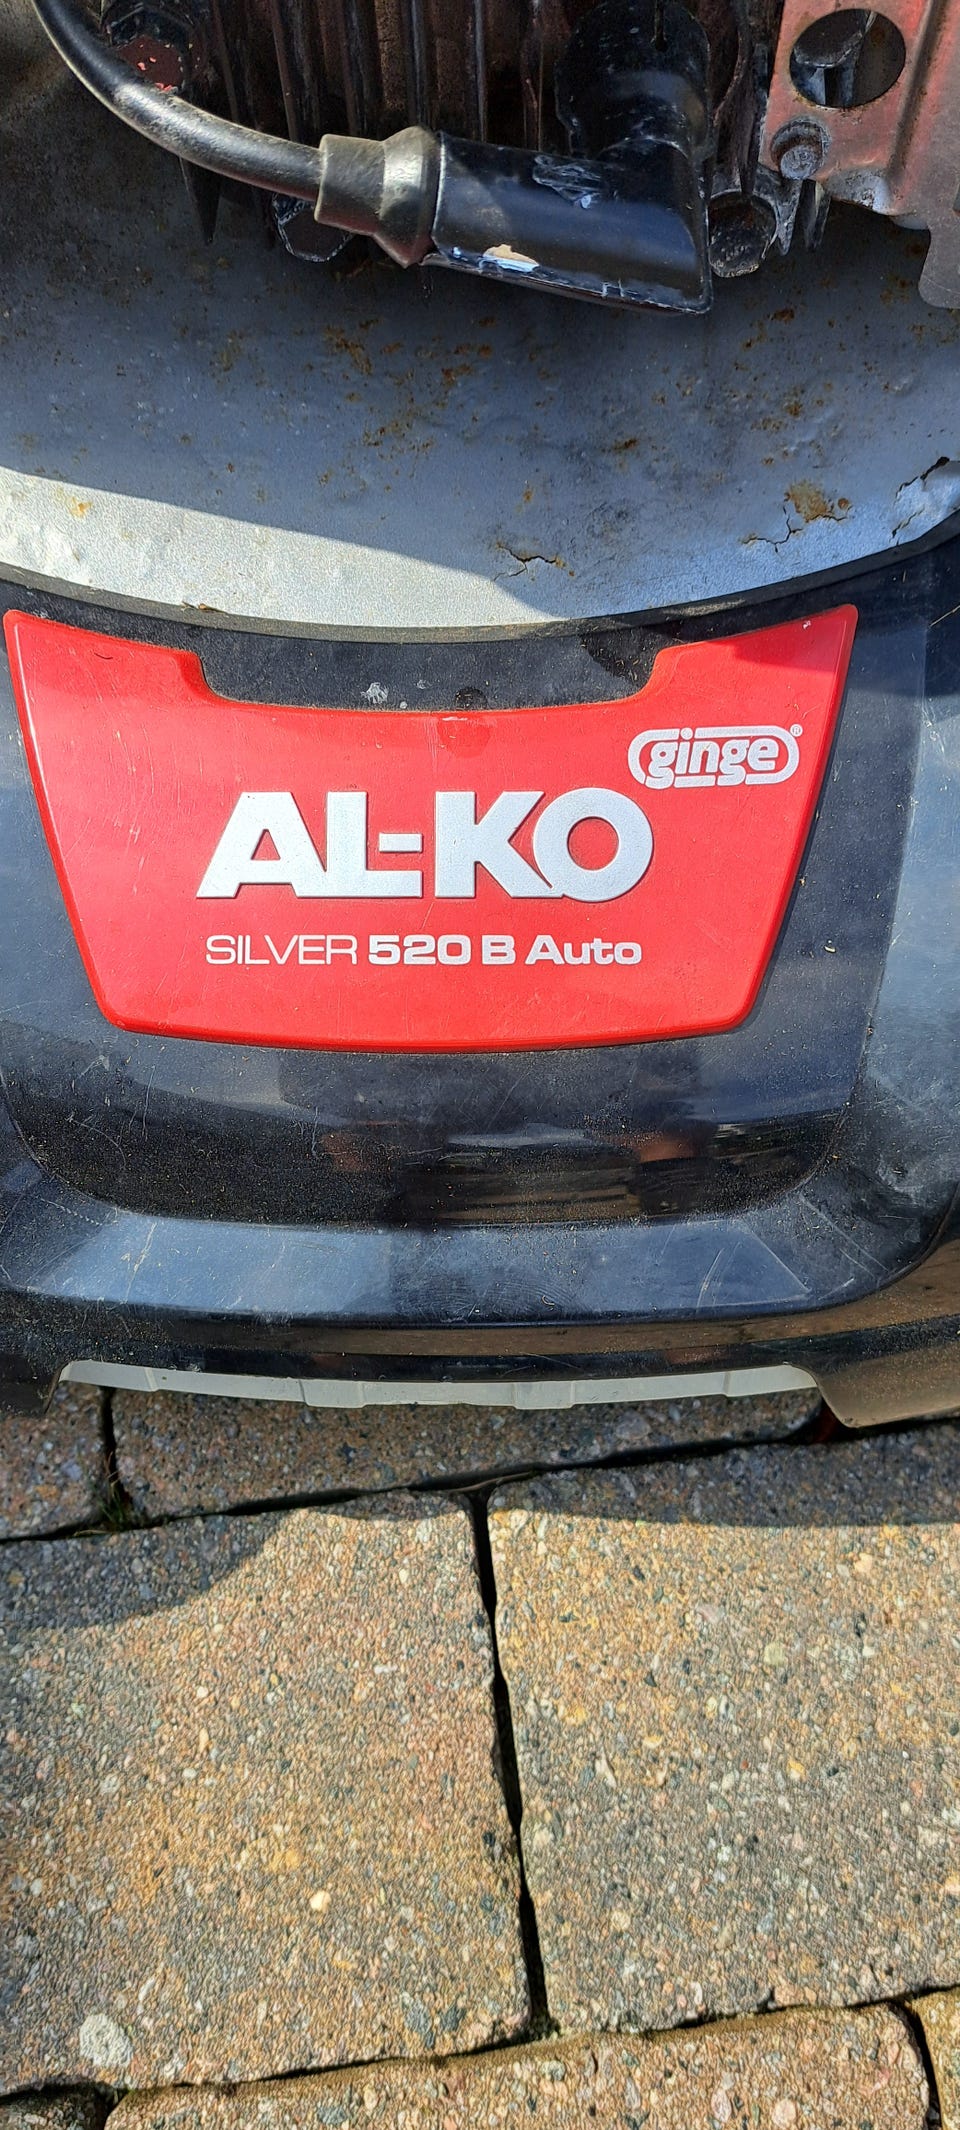 ginge®
AL-KO
SILVER 520 B Auto